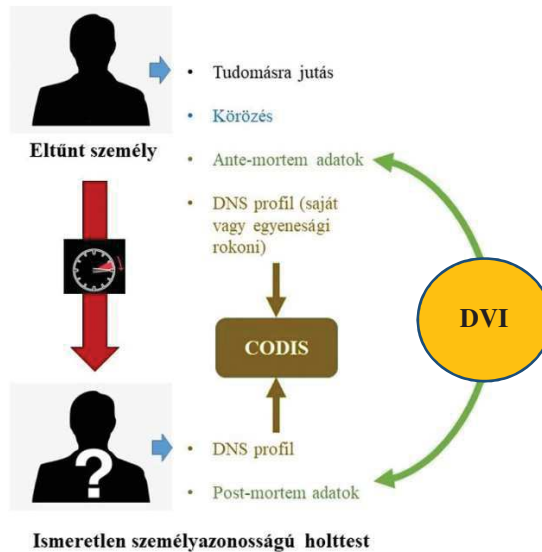 • Tudomásra jutás
• Körözés
Eltűnt személy
• Ante-mortem adatok
• DNS profil (saját
vagy egyenesági
rokoni)
DVI
CODIS
?
• DNS profil
• Post-mortem adatok
Ismeretlen személyazonosságú holttest